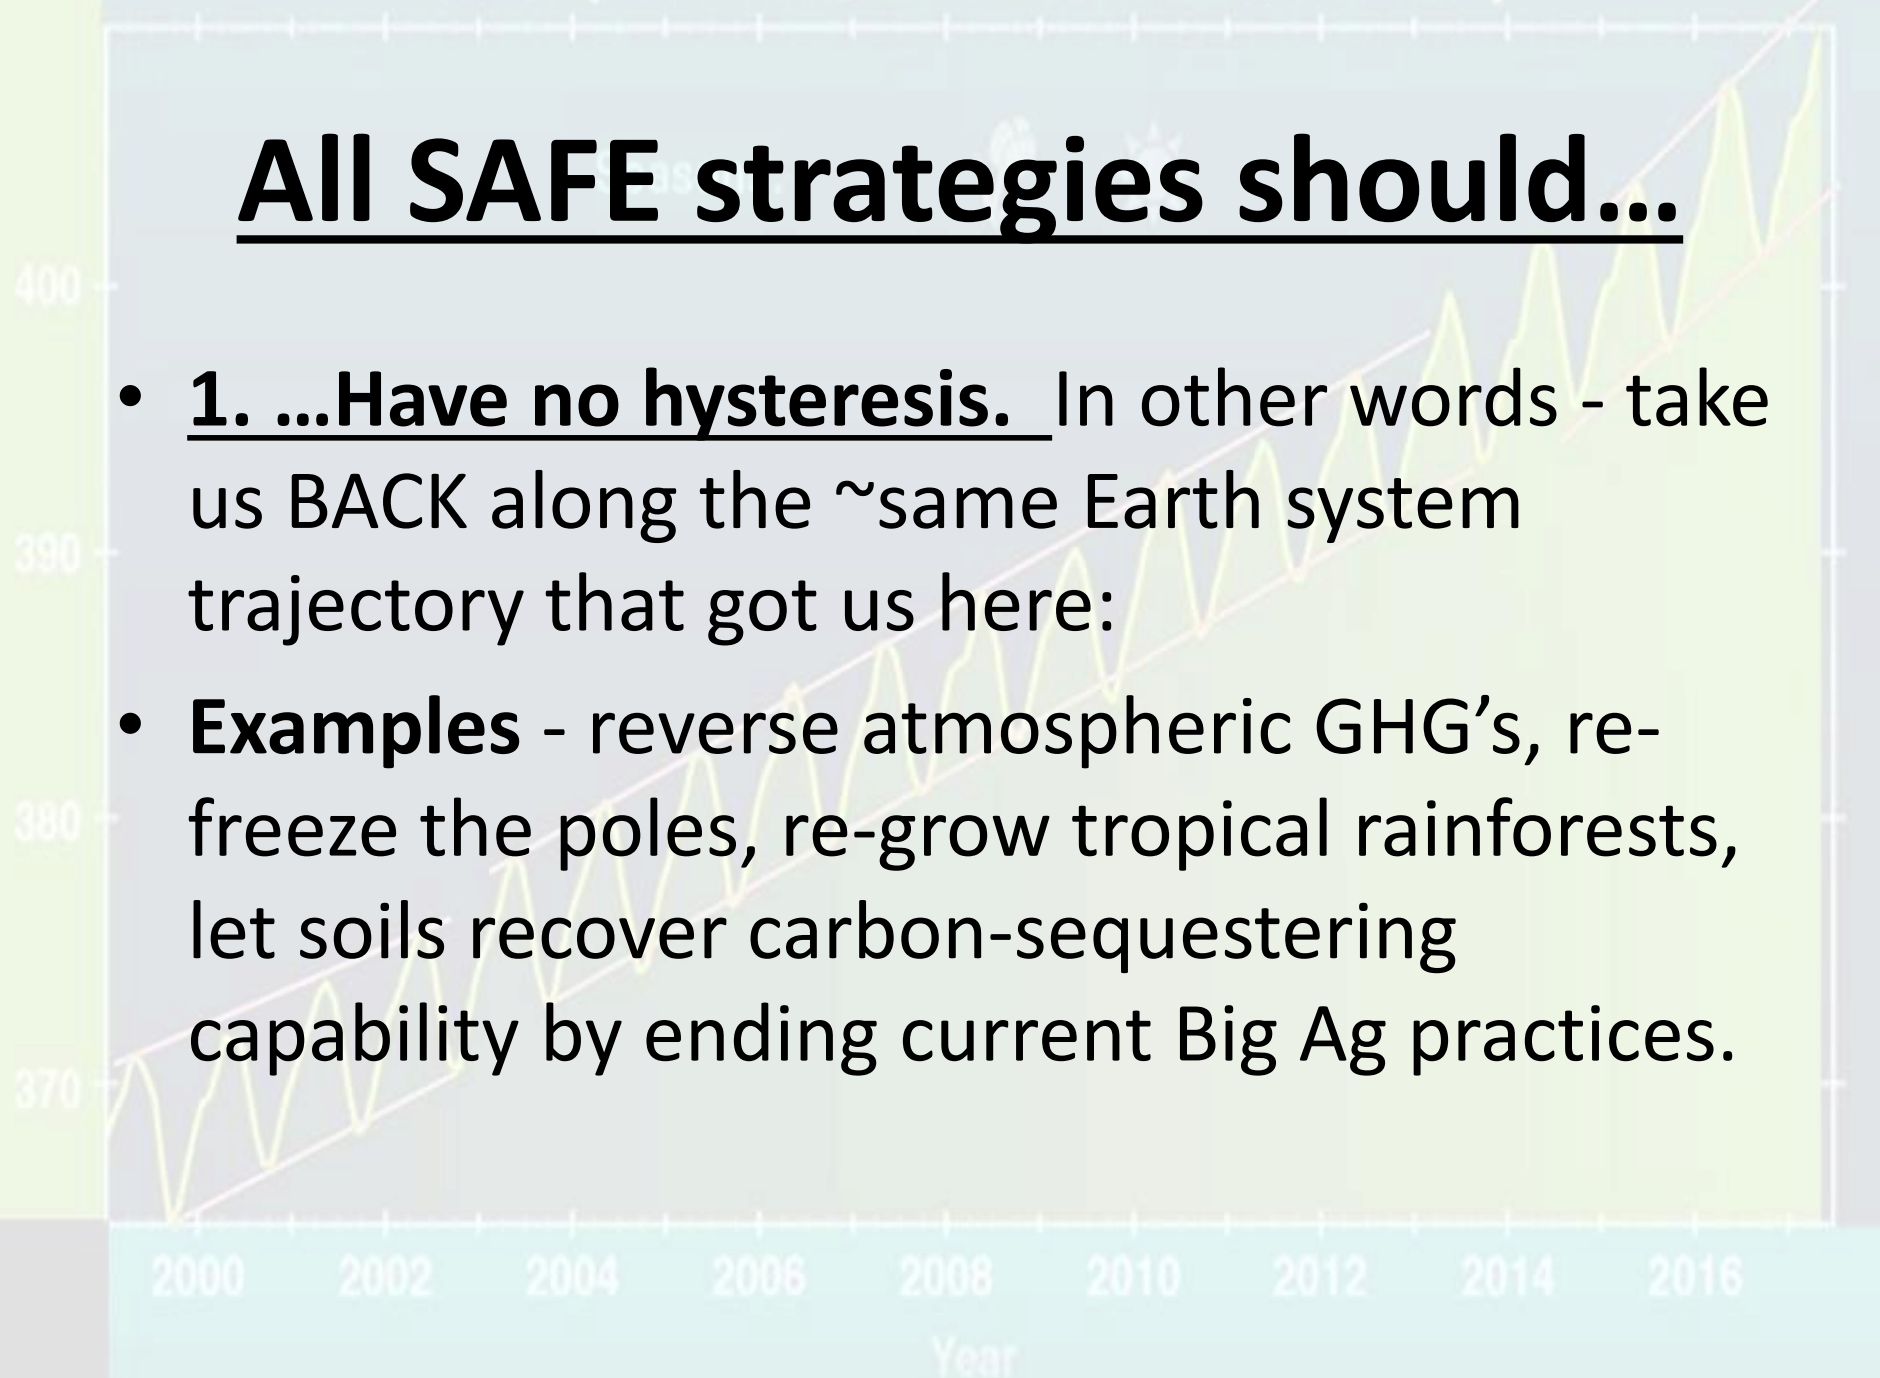 All SAFE strategies should…
• 1. …Have no hysteresis. In other words - take
us BACK along the ~same Earth system
trajectory that got us here:
• Examples - reverse atmospheric GHG’s, re-
freeze the poles, re-grow tropical rainforests,
let soils recover carbon-sequestering
capability by ending current Big Ag practices.
400
390
380
370
2000 2002 2004 2006 2008 2010 2012 2014 2016
Year